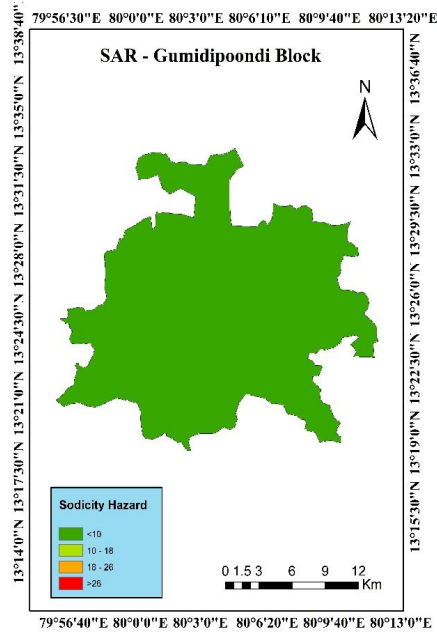 79°56'30"E 80°0'0"E 80°3'5"E 80°6'10"E 80°9'40"E 80°13'20"E
SAR - Gumidipoondi Block
N
13°38'40"N
13°35'0"N
13°31'30"N
13°28'0"N
13°24'30"N
13°21'0"N
13°17'30"N
13°14'0"N
13°36'40"N
13°33'0"N
13°29'30"N
13°26'0"N
13°22'30"N
13°19'0"N
13°15'30"N
Sodicity Hazard
<10
10 - 18
18 - 26
>26
0 1.5 3 6 9 12
Km
79°56'40"E 80°0'0"E 80°3'0"E 80°6'20"E 80°9'40"E 80°13'0"E